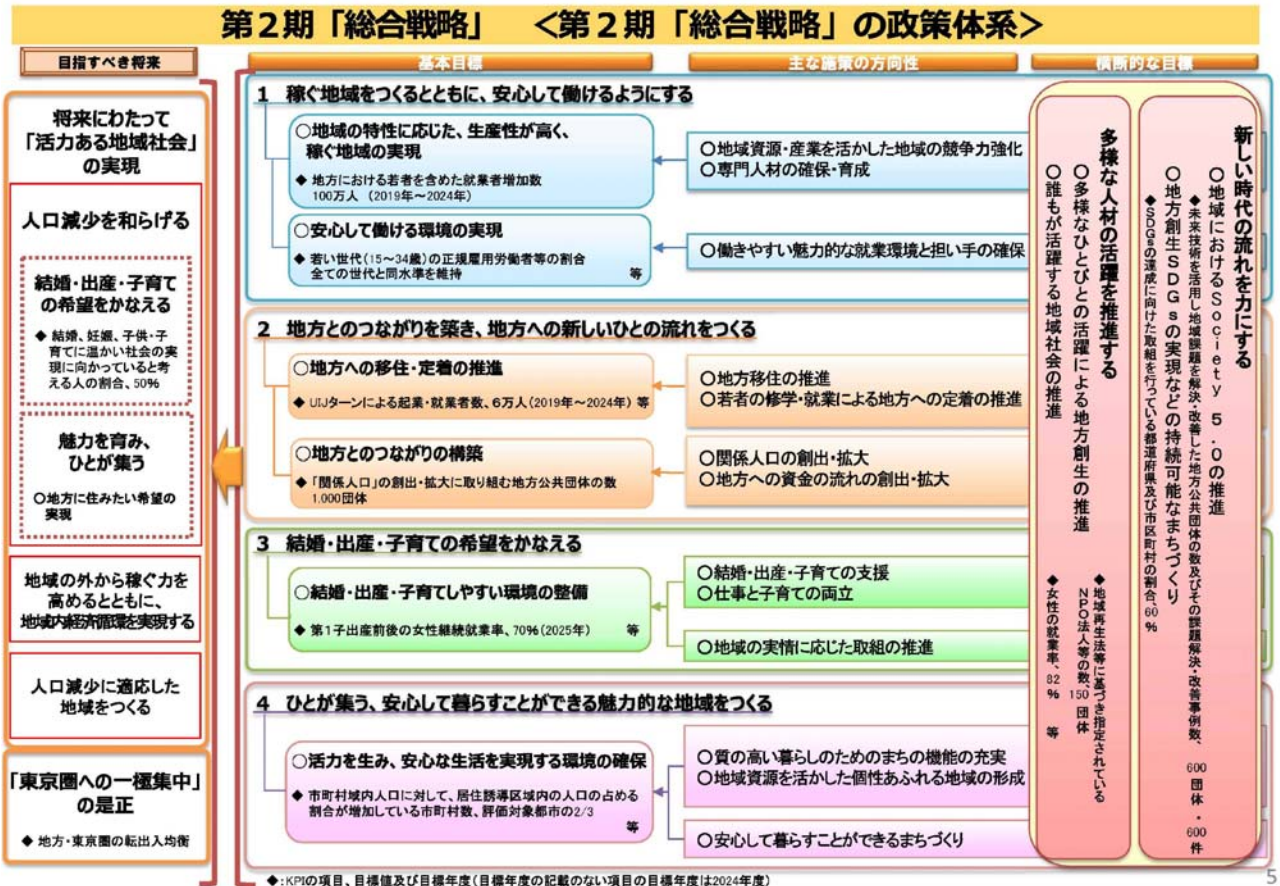 第２期「総合戦略」　＜第２期「総合戦略」の政策体系＞
目指すべき将来
基本目標
主な施策の方向性
横断的な目標
将来にわたって
「活力ある地域社会」
の実現
人口減少を和らげる
結婚・出産・子育て
の希望をかなえる
◆ 結婚、妊娠、子供・子
育てに温かい社会の実
現に向かっていると考
える人の割合、50％
魅力を育み、
ひとが集う
○地方に住みたい希望の
実現
地域の外から稼ぐ力を
高めるとともに、
地域内経済循環を実現する
人口減少に適応した
地域をつくる
「東京圏への一極集中」
の是正
◆ 地方・東京圏の転出入均衡
１　稼ぐ地域をつくるとともに、安心して働けるようにする
○地域の特性に応じた、生産性が高く、
稼ぐ地域の実現
◆ 地方における若者を含めた就業者増加数
100万人 （2019年～2024年）
○地域資源・産業を活かした地域の競争力強化
○専門人材の確保・育成
○安心して働ける環境の実現
◆ 若い世代（15～34歳）の正規雇用労働者等の割合
全ての世代と同水準を維持　等
○働きやすい魅力的な就業環境と担い手の確保
２　地方とのつながりを築き、地方への新しいひとの流れをつくる
○地方への移住・定着の推進
◆ UIJターンによる起業・就業者数、6万人（2019年～2024年） 等
○地方移住の推進
○若者の修学・就業による地方への定着の推進
○地方とのつながりの構築
◆ 「関係人口」の創出・拡大に取り組む地方公共団体の数
1,000団体
○関係人口の創出・拡大
○地方への資金の流れの創出・拡大
３　結婚・出産・子育ての希望をかなえる
○結婚・出産・子育てしやすい環境の整備
◆ 第1子出産前後の女性継続就業率、70％（2025年）　等
○結婚・出産・子育ての支援
○仕事と子育ての両立
○地域の実情に応じた取組の推進
４　ひとが集う、安心して暮らすことができる魅力的な地域をつくる
○活力を生み、安心な生活を実現する環境の確保
◆ 市町村域内人口に対して、居住誘導区域内の人口の占める
割合が増加している市町村数、評価対象都市の2/3
等
○質の高い暮らしのためのまちの機能の充実
○地域資源を活かした個性あふれる地域の形成
○安心して暮らすことができるまちづくり
新しい時代の流れを力にする
○地域におけるSociety 5.0の推進
◆未来技術を活用し地域課題を解決・改善した地方公共団体の数及びその課題解決・改善事例数、600団体・600件
○地方創生SDGsの実現などの持続可能なまちづくり
◆SDGsの達成に向けた取組を行っている都道府県及び市区町村の割合、60％
多様な人材の活躍を推進する
○多様なひとびとの活躍による地方創生の推進
◆地域再生法等に基づき指定されている
NPO法人等の数、150団体
○誰もが活躍する地域社会の推進
◆女性の就業率、82％　等
◆：KPIの項目、目標値及び目標年度（目標年度の記載のない項目の目標年度は2024年度）
5